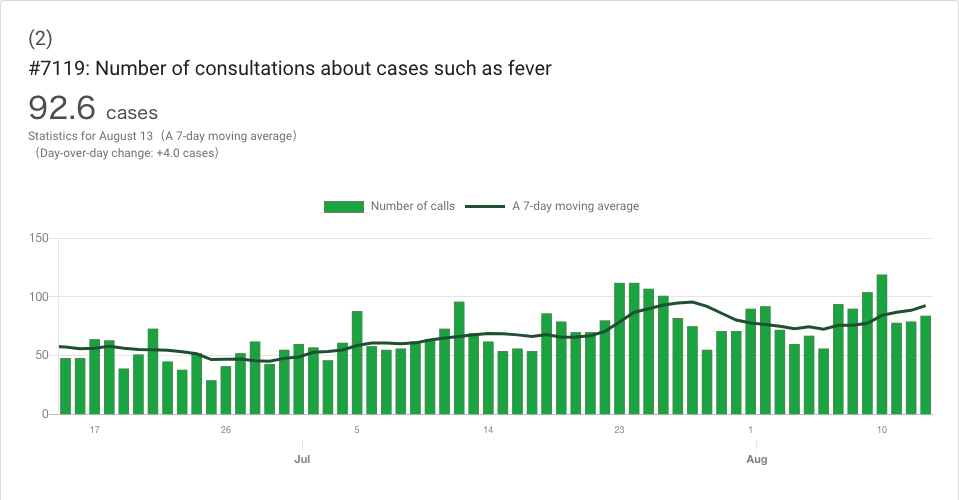 (2)
#7119: Number of consultations about cases such as fever
92.6 cases
Statistics for August 13（A 7-day moving average）
（Day-over-day change: +4.0 cases）
Number of calls A 7-day moving average
150
100
50
0
17 26 5 14 23 1 10
Jul Aug